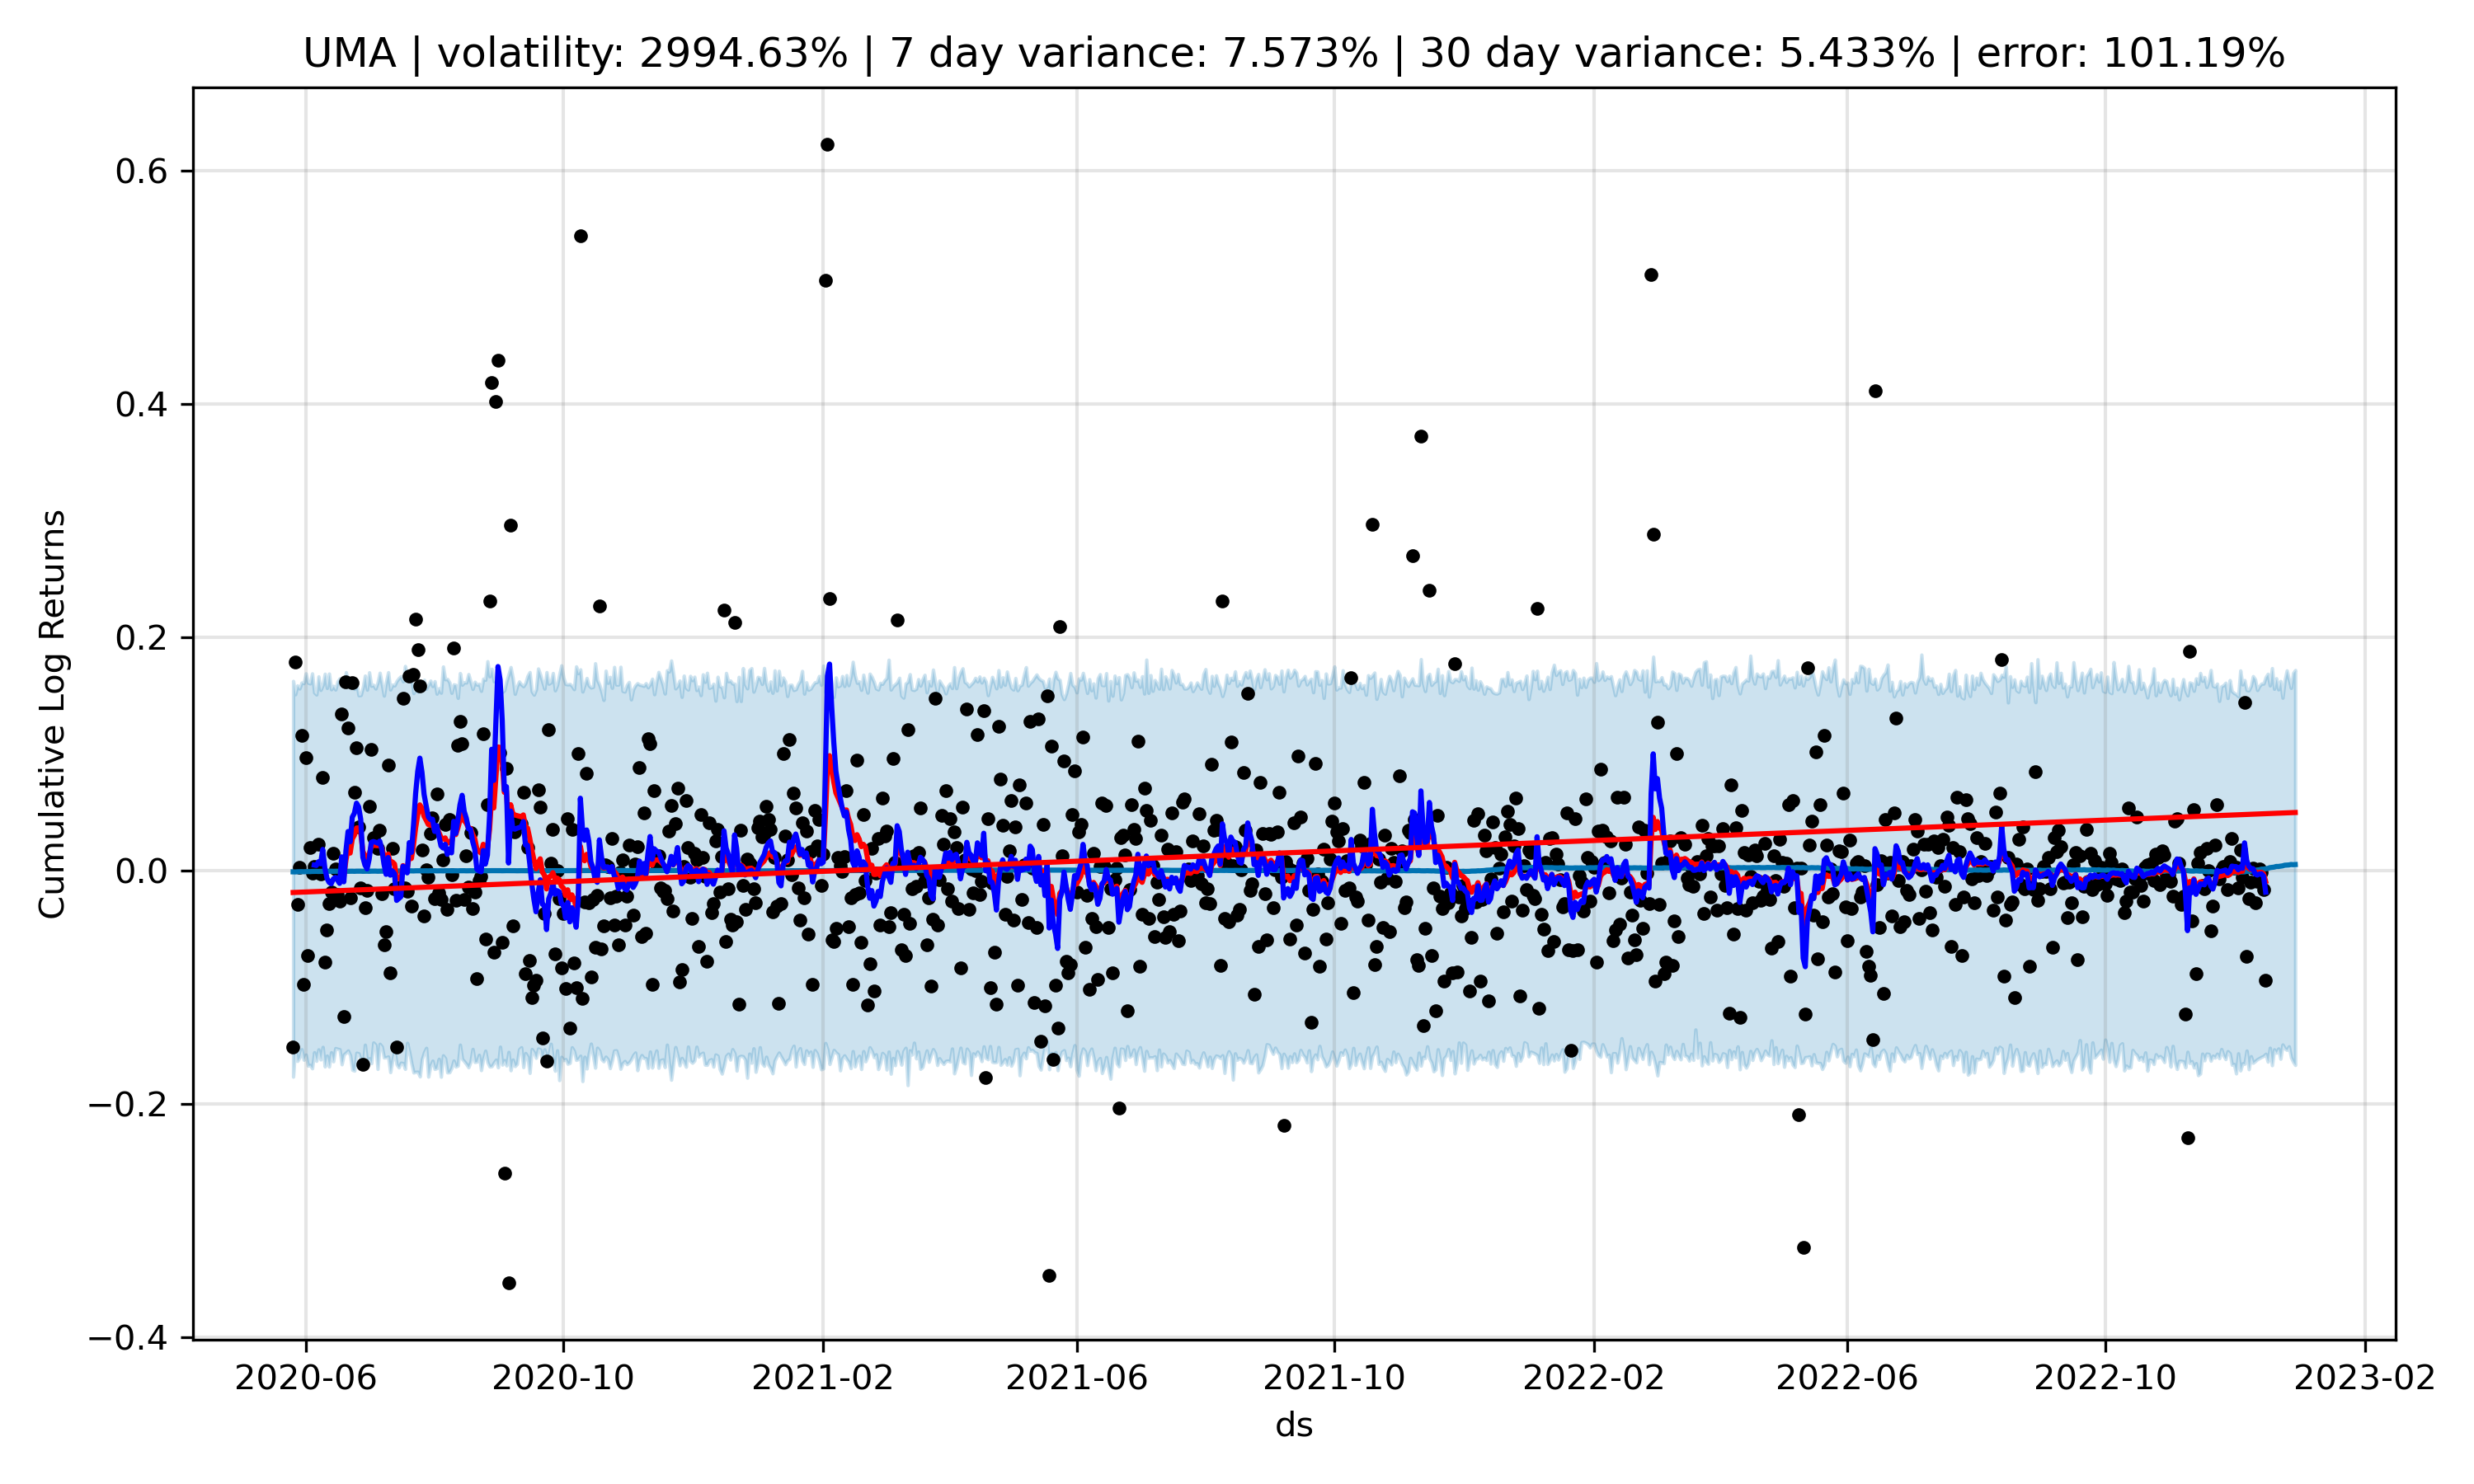 UMA | volatility: 2994.63% | 7 day variance: 7.573% | 30 day variance: 5.433% | error: 101.19%
Cumulative Log Returns
0.6
0.4
0.2
0.0
−0.2
−0.4
2020-06 2020-10 2021-02 2021-06 2021-10 2022-02 2022-06 2022-10 2023-02
ds